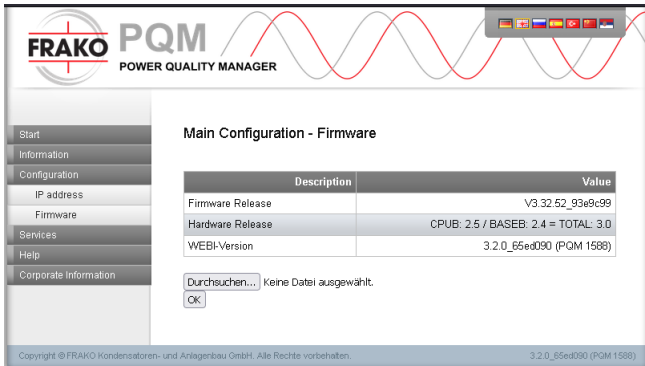 FRAKO PQM
POWER QUALITY MANAGER
Start
Information
Configuration
IP address
Firmware
Services
Help
Corporate Information
Main Configuration - Firmware
Description Value
Firmware Release V3.32.52_93e9c99
Hardware Release CPUB: 2.5 / BASEB: 2.4 = TOTAL: 3.0
WEBI-Version 3.2.0_65ed090 (PQM 1588)
Durchsuchen... Keine Datei ausgewählt.
OK
Copyright @FRAKO Kondensatoren- und Anlagenbau GmbH. Alle Rechte vorbehalten. 3.2.0_65ed090 (PQM 1588)